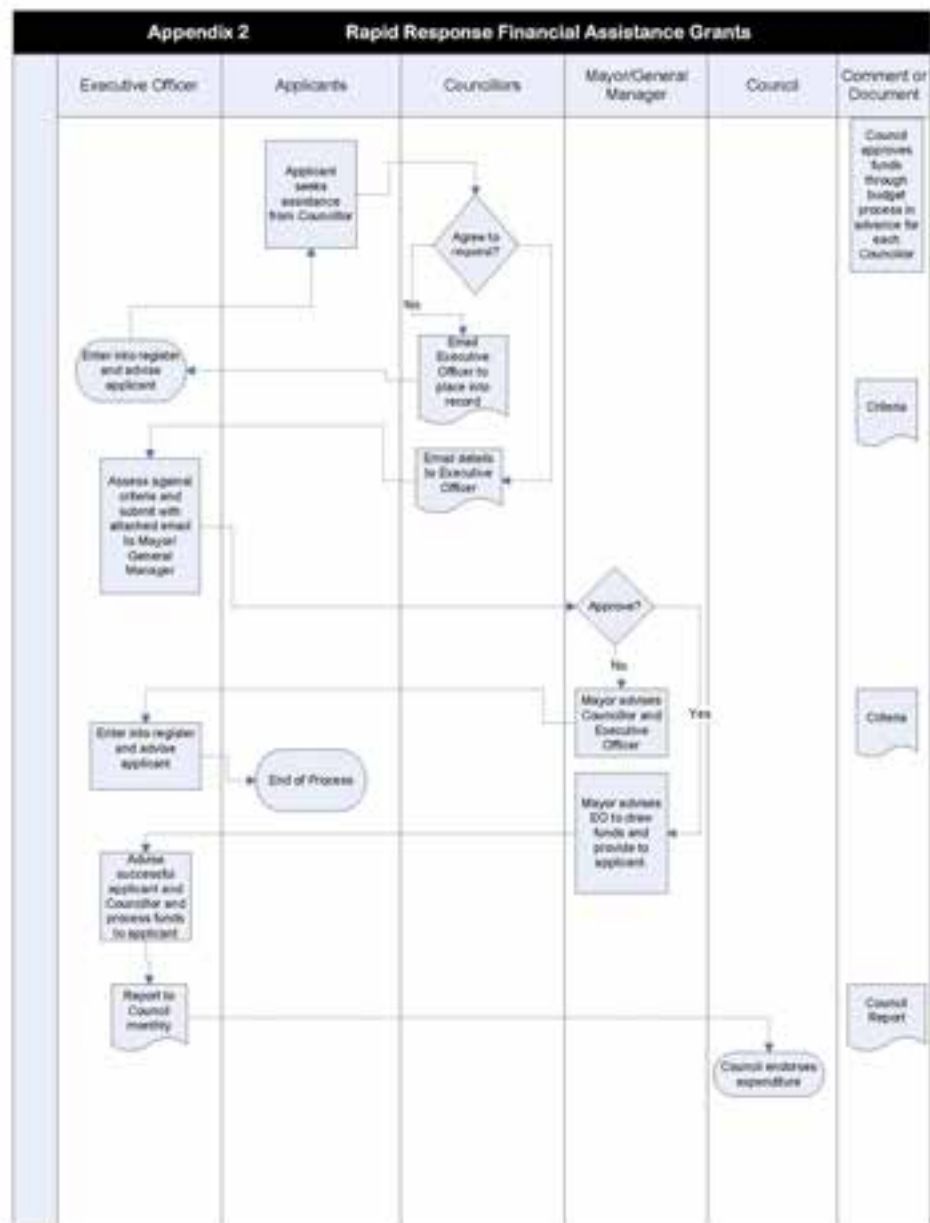 Appendix 2 Rapid Response Financial Assistance Grants
Executive Officer
Applicants
Councillors
Mayor/General
Manager
Council
Comment or
Document
Council
approves
funds
through
budget
process in
advance for
each
Councillor
Applicant
seeks
assistance
from Councillor
Agree to
request?
No
Email
Executive
Officer to
place into
record
Enter into register
and advise
applicant
Criteria
Email details
to Executive
Officer
Assess against
criteria and
submit with
attached email
to Mayor/
General
Manager
Approve?
No
Yes
Mayor advises
Councillor and
Executive
Officer
Criteria
Enter into register
and advise
applicant
End of Process
Mayor advises
EO to draw
funds and
provide to
applicant
Advise
successful
applicant and
Councillor and
process funds
to applicant
Report to
Council
monthly
Council
Report
Council endorses
expenditure